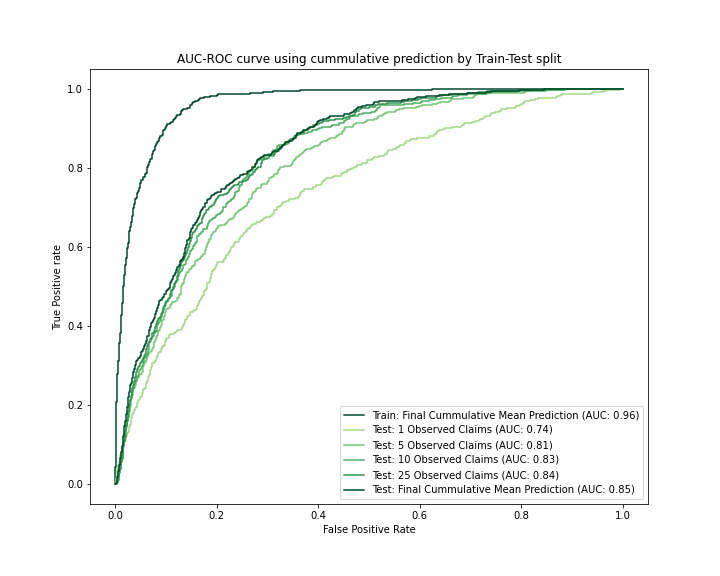 AUC-ROC curve using cummulative prediction by Train-Test split
True Positive rate
1.0
0.8
0.6
0.4
0.2
0.0
Train: Final Cummulative Mean Prediction (AUC: 0.96)
Test: 1 Observed Claims (AUC: 0.74)
Test: 5 Observed Claims (AUC: 0.81)
Test: 10 Observed Claims (AUC: 0.83)
Test: 25 Observed Claims (AUC: 0.84)
Test: Final Cummulative Mean Prediction (AUC: 0.85)
0.0 0.2 0.4 0.6 0.8 1.0
False Positive Rate